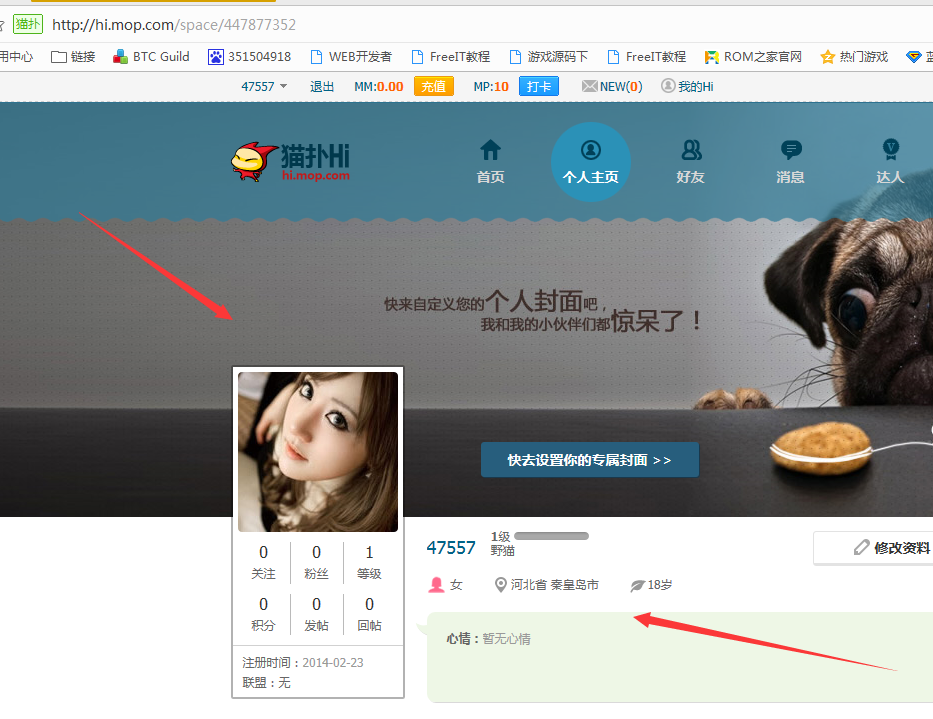 猫扑 http://hi.mop.com/space/447877352
用中心 链接 BTC Guild 351504918 WEB开发者 FreeIT教程 游戏源码下 FreeIT教程 ROM之家官网 热门游戏 蓝
47557 退出 MM:0.00 充值 MP:10 打卡 NEW(0) 我的Hi
猫扑Hi
hi.mop.com
首页 个人主页 好友 消息 达人
快来自定义您的个人封面吧，
我和我的小伙伴们都惊呆了！
快去设置你的专属封面 >>
0 0 1
关注 粉丝 等级
0 0 0
积分 发帖 回帖
注册时间：2014-02-23
联盟：无
47557 1级
野猫
修改资料
女 河北省 秦皇岛市 18岁
心情：暂无心情